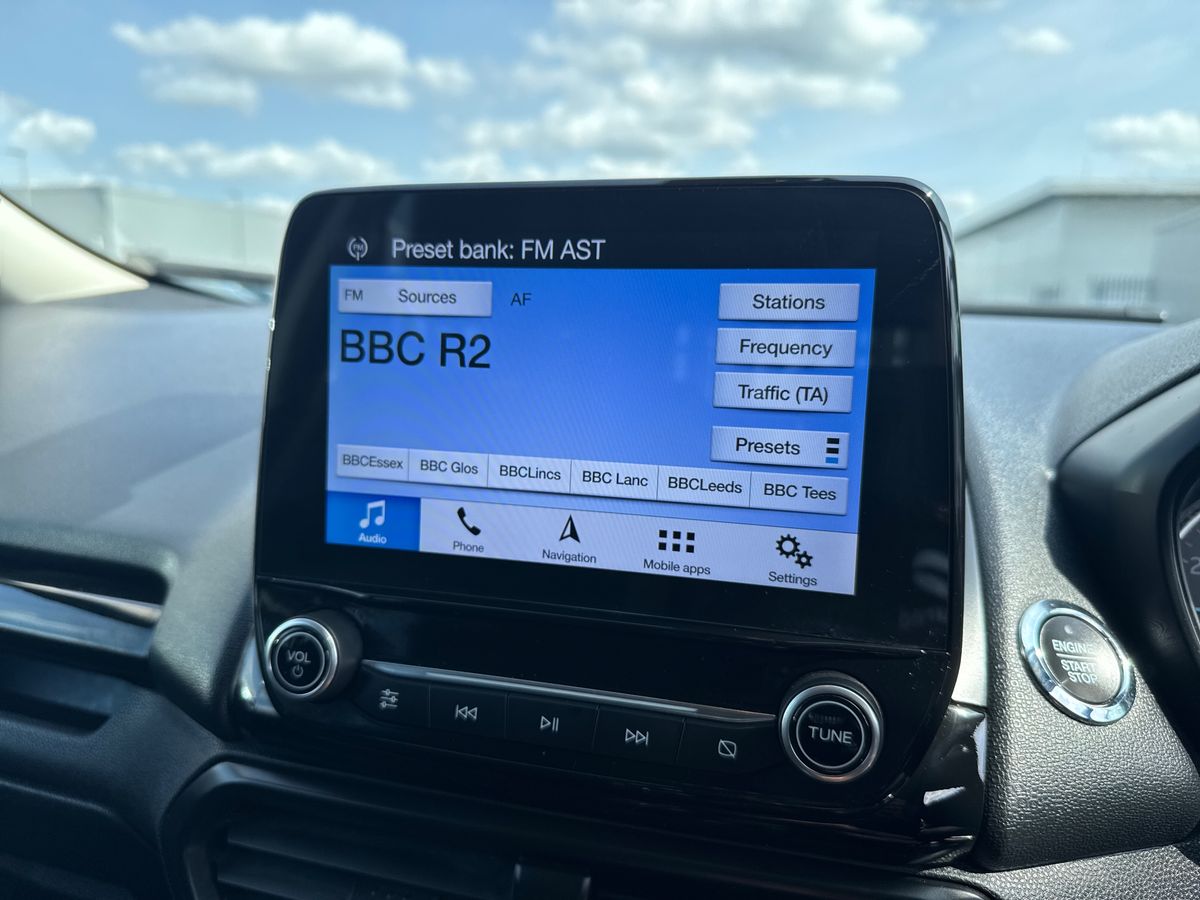 FM
Preset bank: FM AST
FM Sources
AF
Stations
BBC R2
Frequency
Traffic (TA)
Presets
BBCEssex
BBC Glos
BBCLincs
BBC Lanc
BBCLeeds
BBC Tees
Audio
Phone
Navigation
Mobile apps
Settings
VOL
TUNE
ENGINE
START
STOP